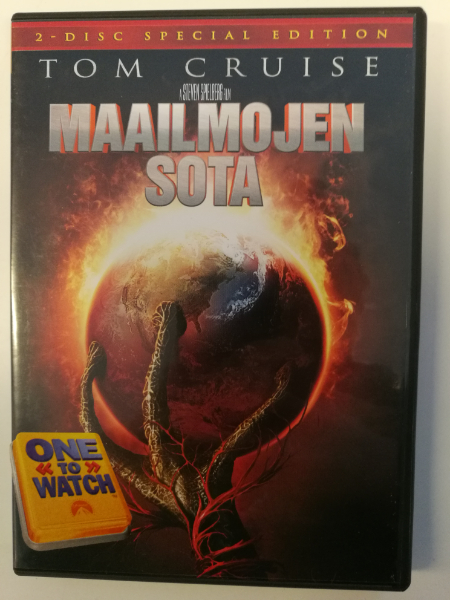 2-DISC SPECIAL EDITION
TOM CRUISE
A STEVEN SPIELBERG FILM
MAAILMOJEN
SOTA
ONE
« TO »
WATCH